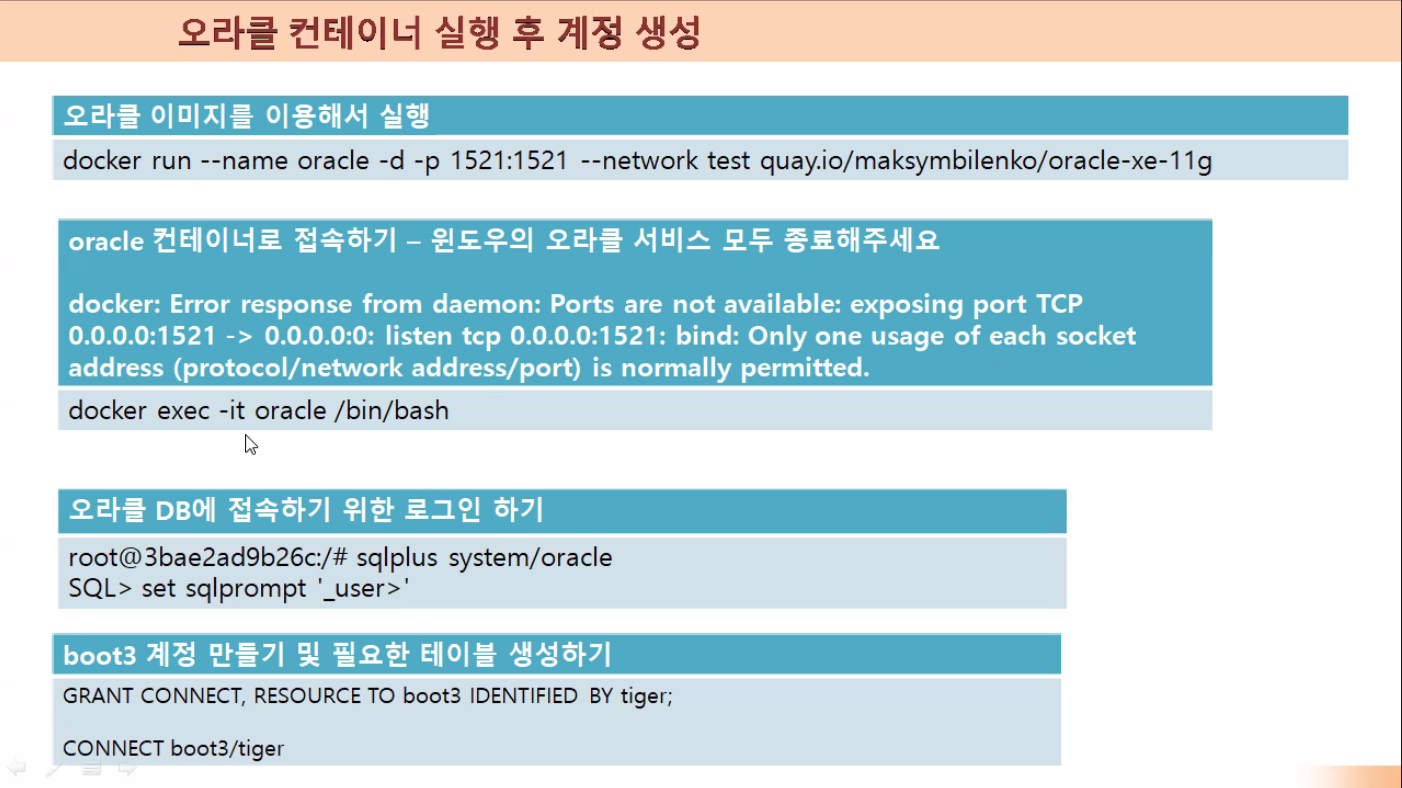 오라클 컨테이너 실행 후 계정 생성
오라클 이미지를 이용해서 실행
docker run --name oracle -d -p 1521:1521 --network test quay.io/maksymbilenko/oracle-xe-11g
oracle 컨테이너로 접속하기 – 윈도우의 오라클 서비스 모두 종료해주세요
docker: Error response from daemon: Ports are not available: exposing port TCP
0.0.0.0:1521 -> 0.0.0.0:0: listen tcp 0.0.0.0:1521: bind: Only one usage of each socket
address (protocol/network address/port) is normally permitted.
docker exec -it oracle /bin/bash
오라클 DB에 접속하기 위한 로그인 하기
root@3bae2ad9b26c:/# sqlplus system/oracle
SQL> set sqlprompt '_user>'
boot3 계정 만들기 및 필요한 테이블 생성하기
GRANT CONNECT, RESOURCE TO boot3 IDENTIFIED BY tiger;
CONNECT boot3/tiger